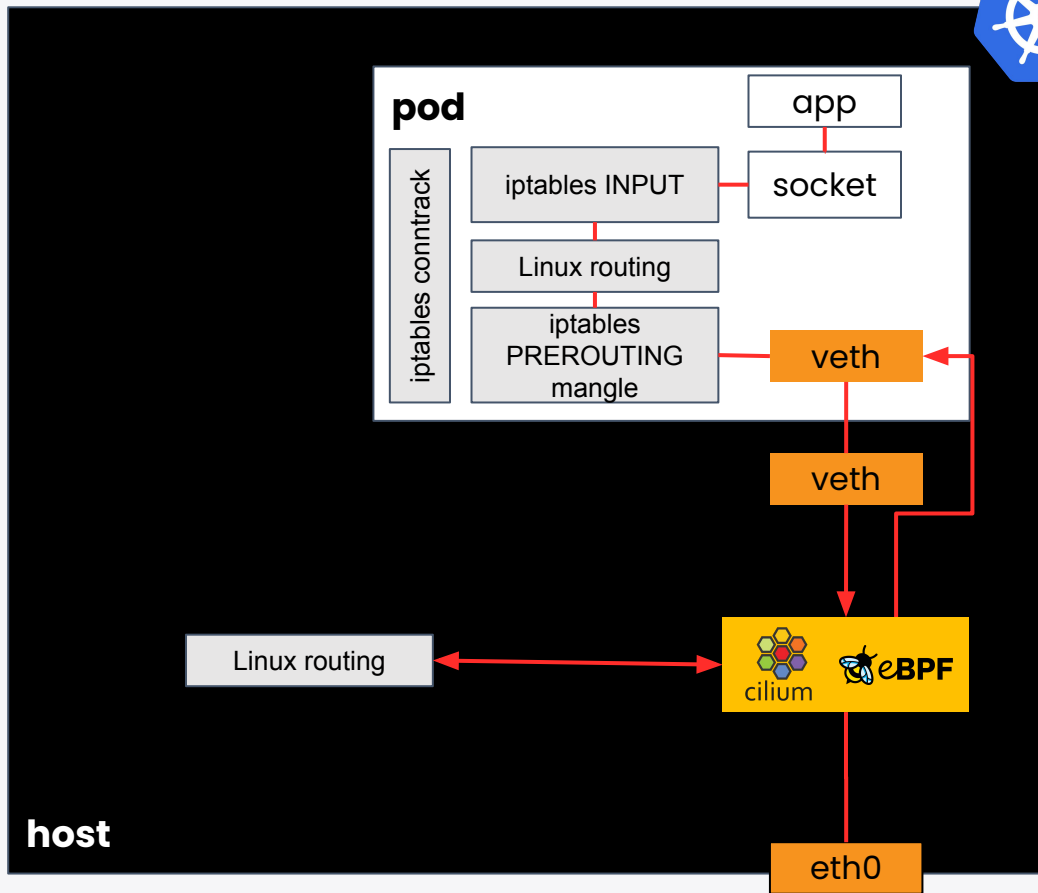 pod
app
iptables conntrack
iptables INPUT
socket
Linux routing
iptables
PREROUTING
mangle
veth
veth
Linux routing
cilium
eBPF
host
eth0